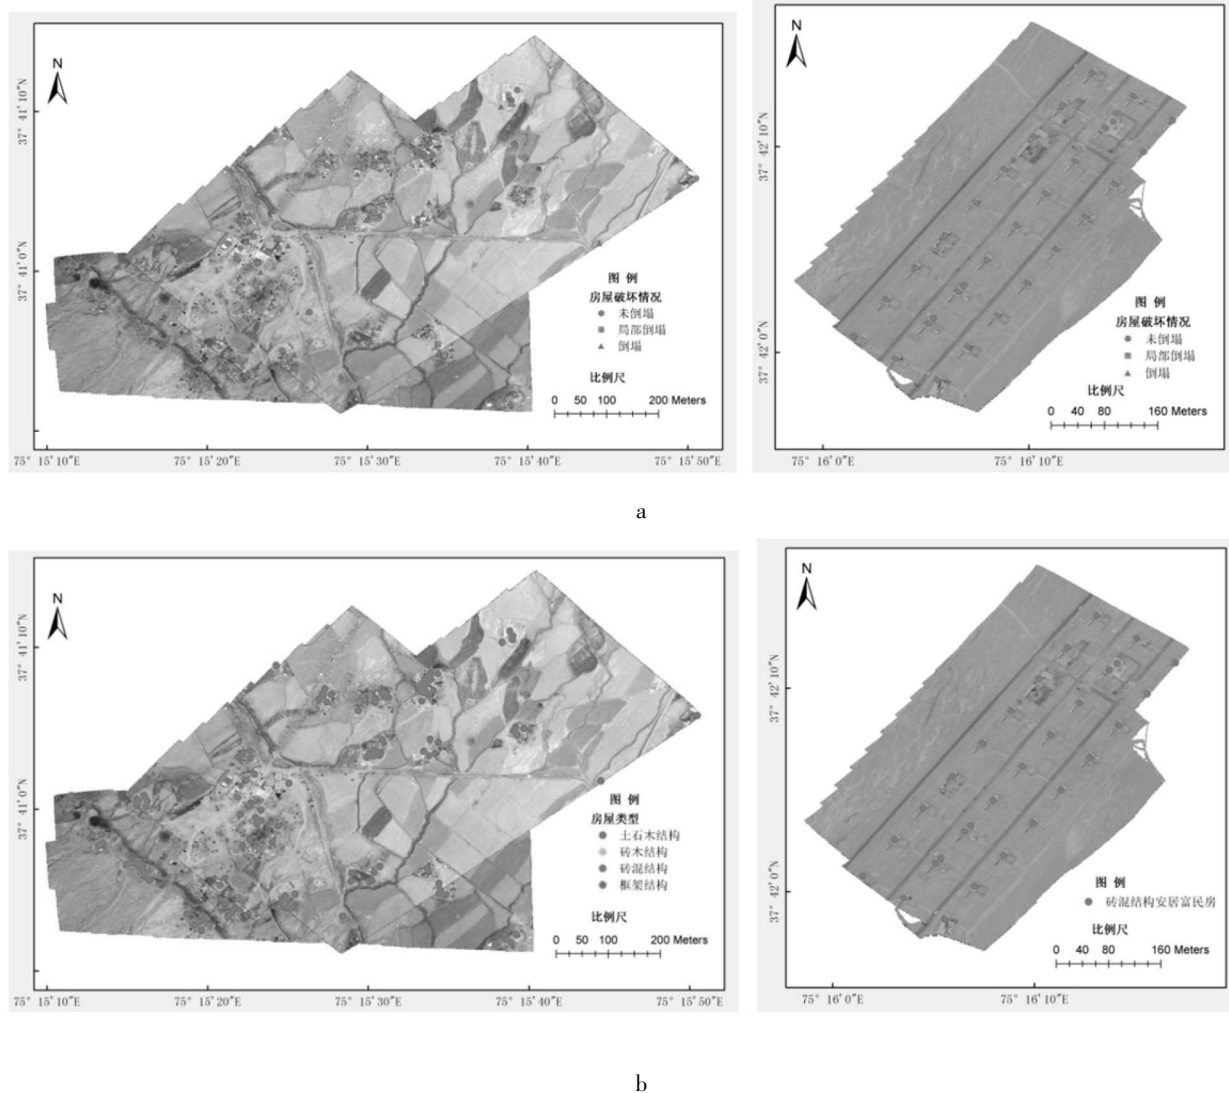 N
37° 41′ 10″N
37° 41′ 0″N
图 例
房屋破坏情况
未倒塌
局部倒塌
倒塌
比例尺
0 50 100 200 Meters
75° 15′ 10″E 75° 15′ 20″E 75° 15′ 30″E 75° 15′ 40″E 75° 15′ 50″E
N
37° 42′ 10″N
37° 42′ 0″N
图 例
房屋破坏情况
未倒塌
局部倒塌
倒塌
比例尺
0 40 80 160 Meters
75° 16′ 0″E 75° 16′ 10″E
a
N
37° 41′ 10″N
37° 41′ 0″N
图 例
房屋类型
土石木结构
砖木结构
砖混结构
框架结构
比例尺
0 50 100 200 Meters
75° 15′ 10″E 75° 15′ 20″E 75° 15′ 30″E 75° 15′ 40″E 75° 15′ 50″E
N
37° 42′ 10″N
37° 42′ 0″N
图 例
砖混结构安居富民房
比例尺
0 40 80 160 Meters
75° 16′ 0″E 75° 16′ 10″E
b